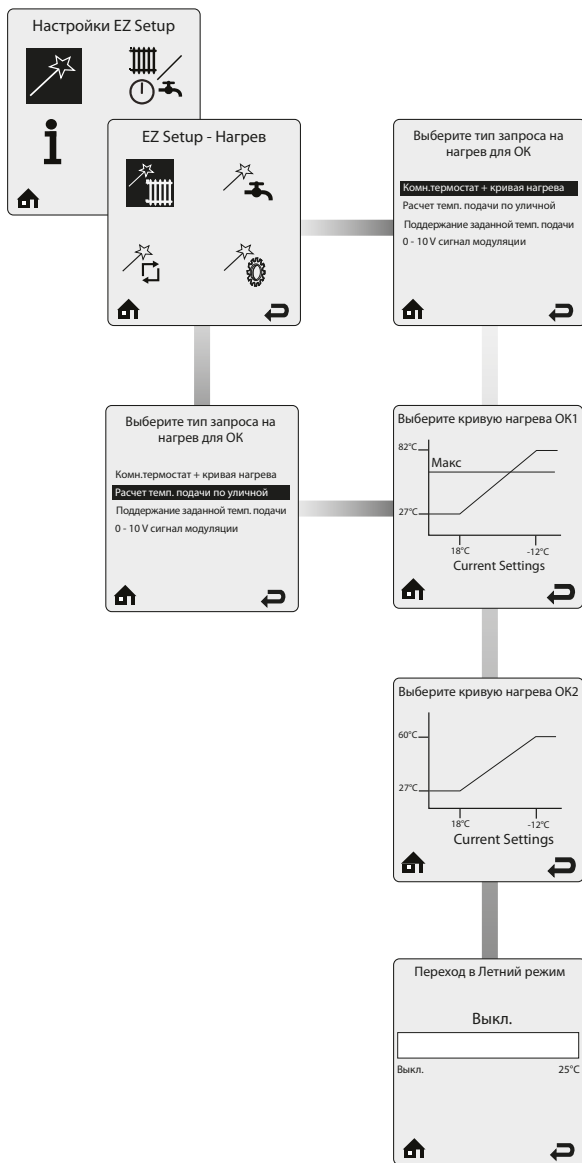 Настройки EZ Setup
EZ Setup - Нагрев
Выберите тип запроса на
нагрев для ОК
Комн.термостат + кривая нагрева
Расчет темп. подачи по уличной
Поддержание заданной темп. подачи
0 - 10 V сигнал модуляции
Выберите тип запроса на
нагрев для ОК
Комн.термостат + кривая нагрева
Расчет темп. подачи по уличной
Поддержание заданной темп. подачи
0 - 10 V сигнал модуляции
Выберите кривую нагрева ОК1
82°C
Макс
27°C
18°C -12°C
Current Settings
Выберите кривую нагрева ОК2
60°C
27°C
18°C -12°C
Current Settings
Переход в Летний режим
Выкл.
Выкл. 25°C